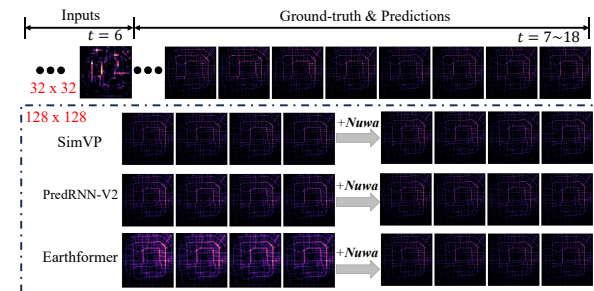 Inputs
Ground-truth & Predictions
t = 6
t = 7~18
32 x 32
128 x 128
SimVP
+Nuwa
PredRNN-V2
+Nuwa
Earthformer
+Nuwa